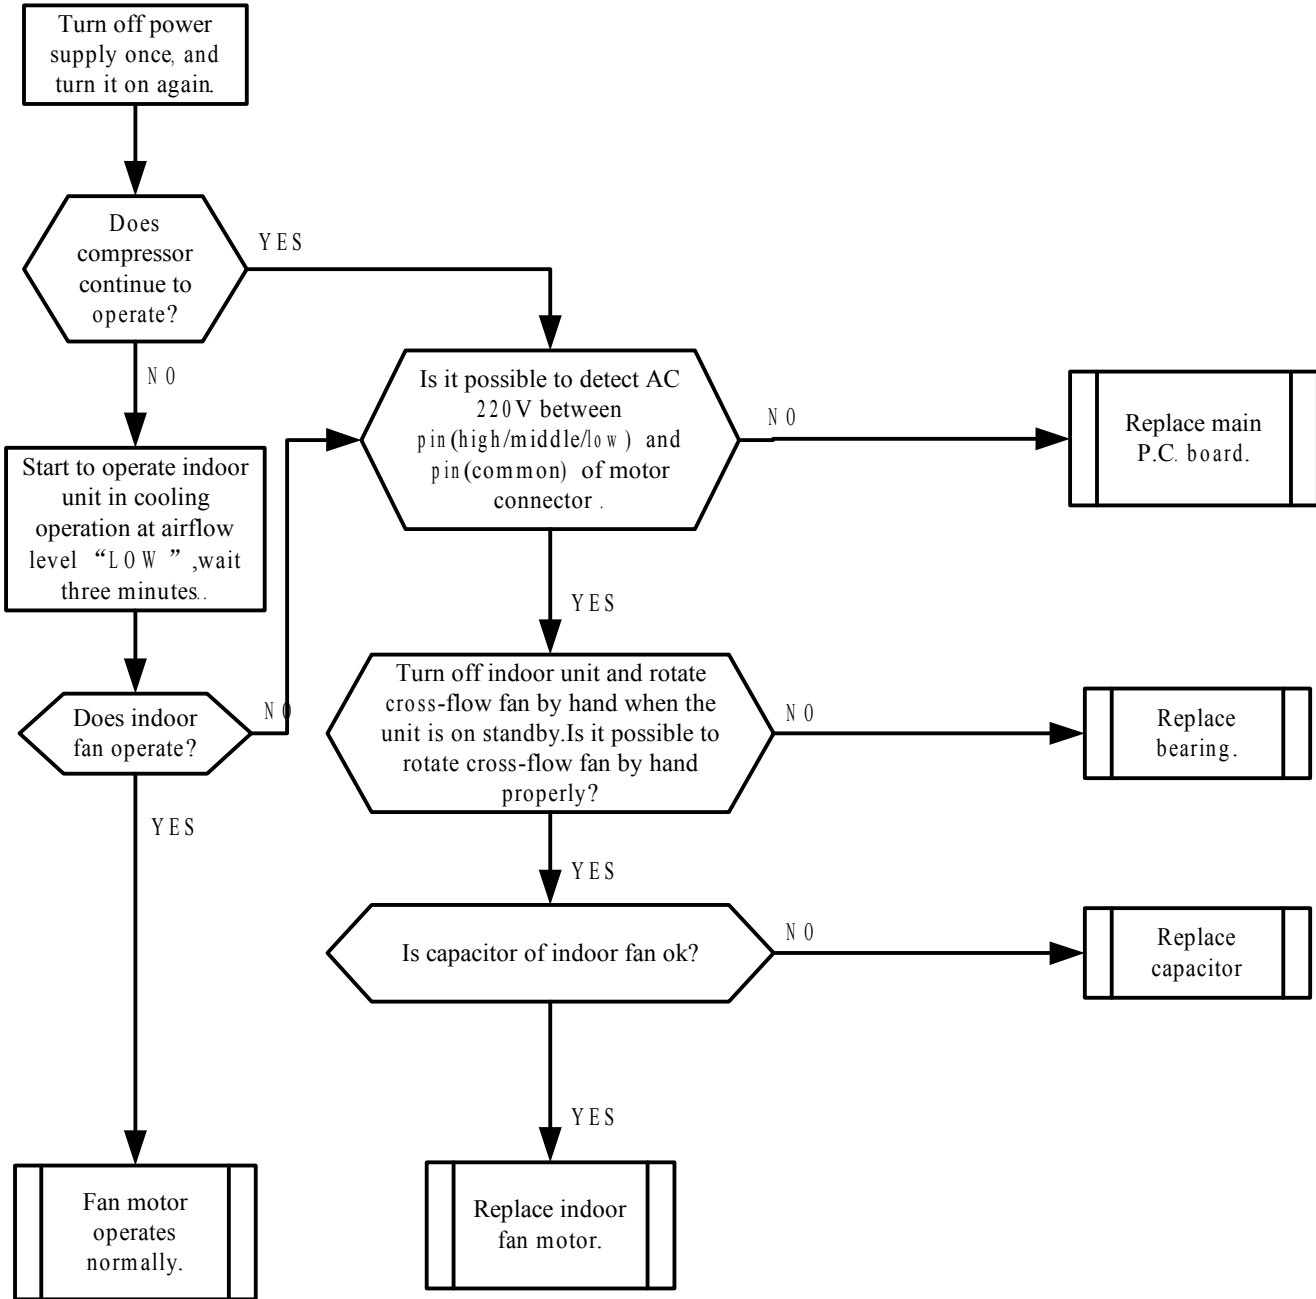 Turn off power
supply once, and
turn it on again.
Does
compressor
continue to
operate?
YES
NO
Start to operate indoor
unit in cooling
operation at airflow
level “LOW”,wait
three minutes..
Does indoor
fan operate?
NO
YES
Fan motor
operates
normally.
Is it possible to detect AC
220V between
pin(high/middle/low) and
pin(common) of motor
connector .
NO
Replace main
P.C. board.
YES
Turn off indoor unit and rotate
cross-flow fan by hand when the
unit is on standby.Is it possible to
rotate cross-flow fan by hand
properly?
NO
Replace
bearing.
YES
Is capacitor of indoor fan ok?
NO
Replace
capacitor
YES
Replace indoor
fan motor.